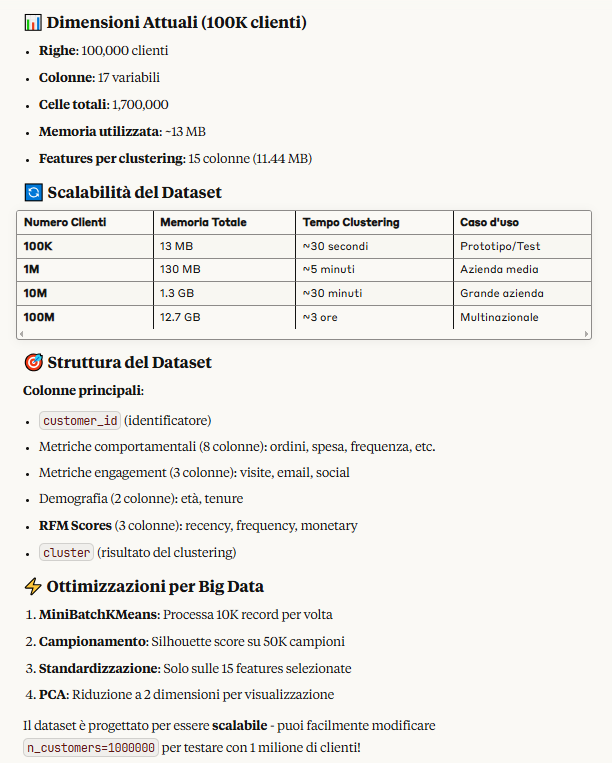 📊 Dimensioni Attuali (100K clienti)
• Righe: 100,000 clienti
• Colonne: 17 variabili
• Celle totali: 1,700,000
• Memoria utilizzata: ~13 MB
• Features per clustering: 15 colonne (11.44 MB)
🔄 Scalabilità del Dataset
Numero Clienti Memoria Totale Tempo Clustering Caso d'uso
100K 13 MB ~30 secondi Prototipo/Test
1M 130 MB ~5 minuti Azienda media
10M 1.3 GB ~30 minuti Grande azienda
100M 12.7 GB ~3 ore Multinazionale
🎯 Struttura del Dataset
Colonne principali:
• customer_id (identificatore)
• Metriche comportamentali (8 colonne): ordini, spesa, frequenza, etc.
• Metriche engagement (3 colonne): visite, email, social
• Demografia (2 colonne): età, tenure
• RFM Scores (3 colonne): recency, frequency, monetary
• cluster (risultato del clustering)
⚡ Ottimizzazioni per Big Data
1. MiniBatchKMeans: Processa 10K record per volta
2. Campionamento: Silhouette score su 50K campioni
3. Standardizzazione: Solo sulle 15 features selezionate
4. PCA: Riduzione a 2 dimensioni per visualizzazione
Il dataset è progettato per essere scalabile - puoi facilmente modificare
n_customers=1000000 per testare con 1 milione di clienti!